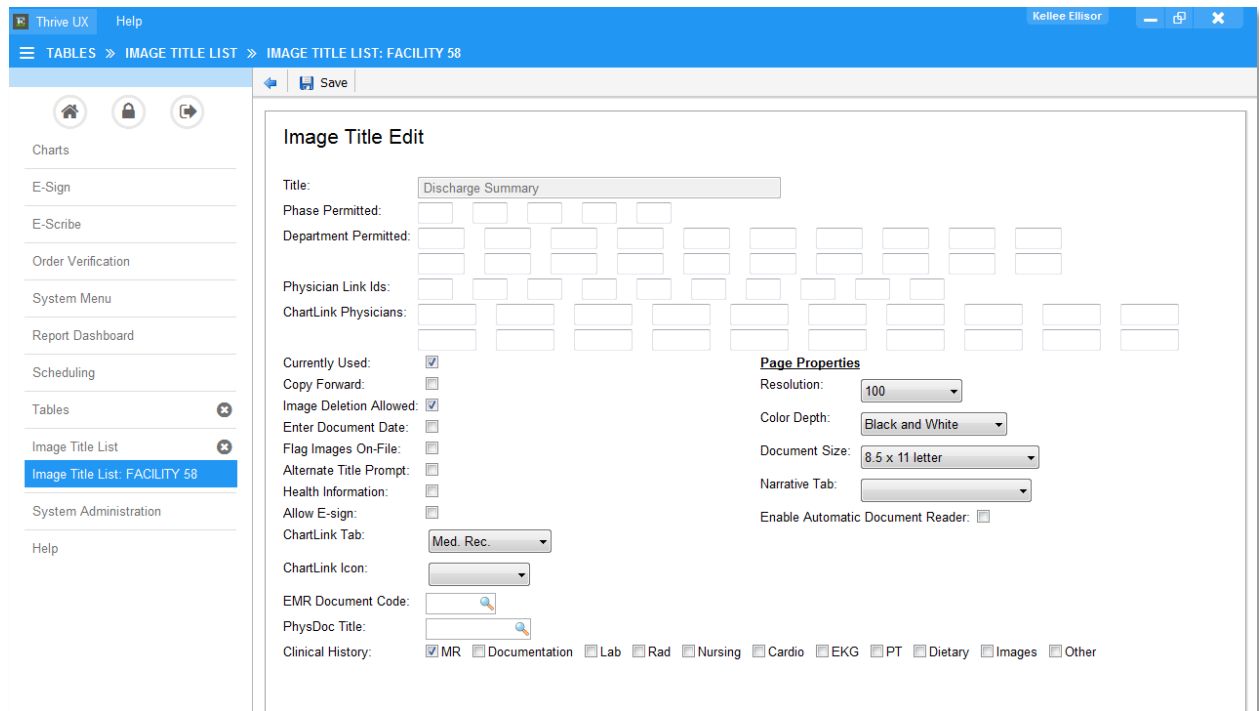 Thrive UX Help Kellee Ellisor
TABLES » IMAGE TITLE LIST » IMAGE TITLE LIST: FACILITY 58
Save
Charts
E-Sign
E-Scribe
Order Verification
System Menu
Report Dashboard
Scheduling
Tables
Image Title List
Image Title List: FACILITY 58
System Administration
Help
Image Title Edit
Title: Discharge Summary
Phase Permitted:
Department Permitted:
Physician Link Ids:
ChartLink Physicians:
Currently Used:
Copy Forward:
Image Deletion Allowed:
Enter Document Date:
Flag Images On-File:
Alternate Title Prompt:
Health Information:
Allow E-sign:
ChartLink Tab: Med. Rec.
ChartLink Icon:
EMR Document Code:
PhysDoc Title:
Clinical History: MR Documentation Lab Rad Nursing Cardio EKG PT Dietary Images Other
Page Properties
Resolution: 100
Color Depth: Black and White
Document Size: 8.5 x 11 letter
Narrative Tab:
Enable Automatic Document Reader: